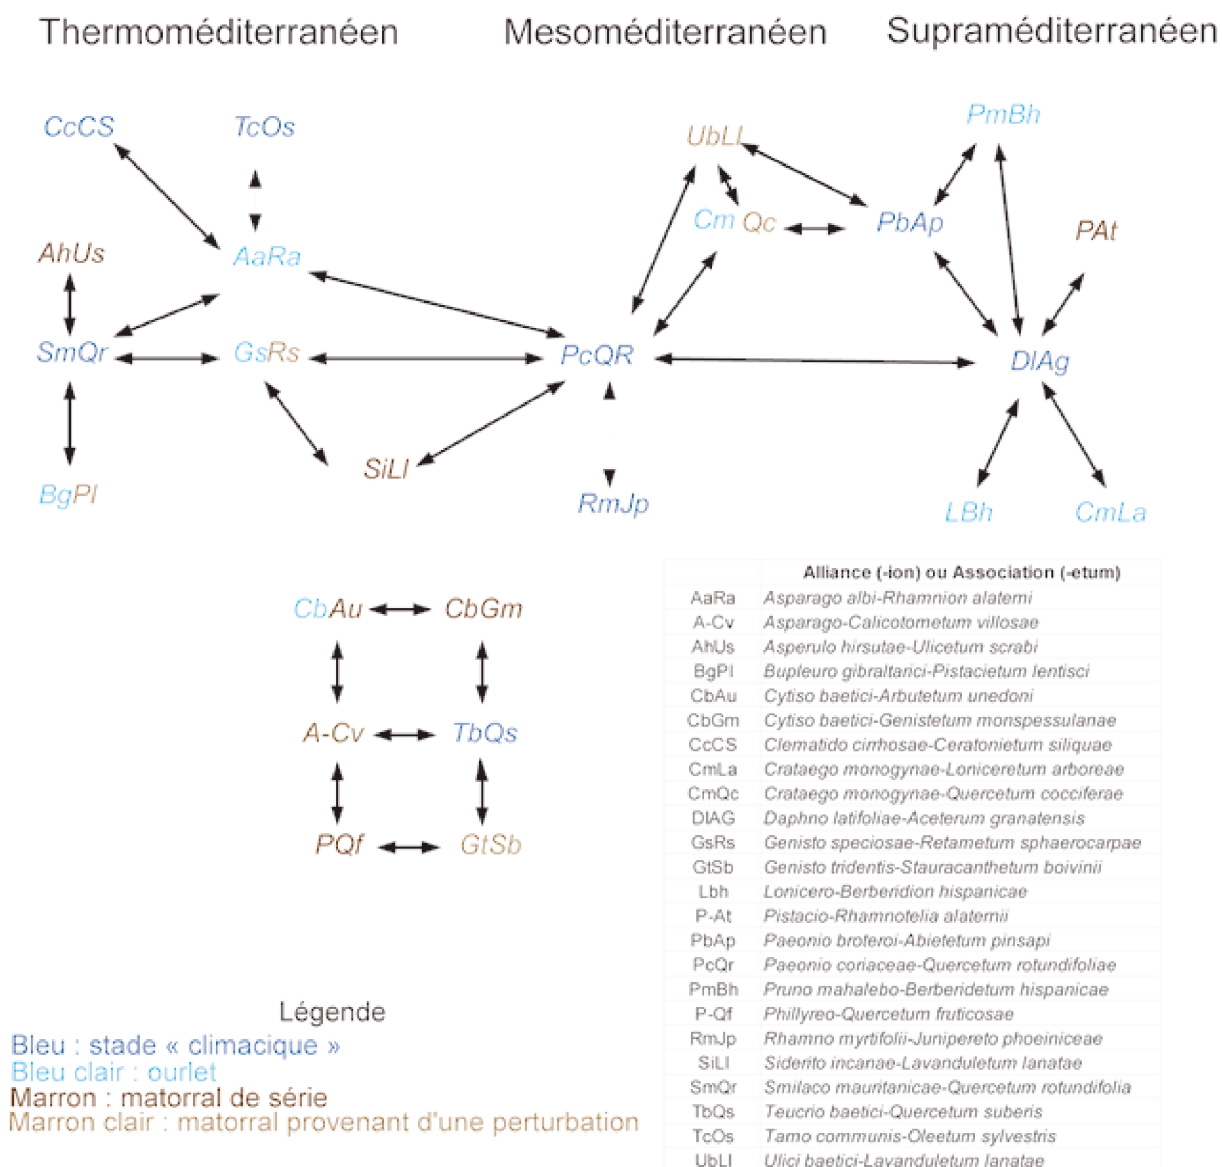 Thermoméditerranéen Mesoméditerranéen Supraméditerranéen
CcCS TcOs UbLI PmBh
Cm Qc PbAp PAt
AhUs AaRa
SmQr GsRs PcQR DlAg
SiLI
BgPl RmJp LBh CmLa
CbAu CbGm
A-Cv TbQs
PQf GtSb
Légende
Bleu : stade « climacique »
Bleu clair : ourlet
Marron : matorral de série
Marron clair : matorral provenant d'une perturbation
Alliance (-ion) ou Association (-etum)
AaRa Asparago albi-Rhamnion alaterni
A-Cv Asparago-Calicotometum villosae
AhUs Asperulo hirsutae-Ulicetum scrabi
BgPl Bupleuro gibraltarici-Pistacietum lentisci
CbAu Cytiso baetici-Arbutetum unedoni
CbGm Cytiso baetici-Genistetum monspessulanae
CcCS Clematido cirrhosae-Ceratonietum siliquae
CmLa Crataego monogynae-Loniceretum arboreae
CmQc Crataego monogynae-Quercetum cocciferae
DlAG Daphno latifoliae-Aceterum granatensis
GsRs Genisto speciosae-Retametum sphaerocarpae
GtSb Genisto tridentis-Stauracanthetum boivinii
Lbh Lonicero-Berberidion hispanicae
P-At Pistacio-Rhamnotelia alaternii
PbAp Paeonio broteroi-Abietetum pinsapi
PcQr Paeonio coriaceae-Quercetum rotundifoliae
PmBh Pruno mahalebo-Berberidetum hispanicae
P-Qf Phillyreo-Quercetum fruticosae
RmJp Rhamno myrtifolii-Junipereto phoeiniceae
SiLI Siderito incanae-Lavanduletum lanatae
SmQr Smilaco mauritanicae-Quercetum rotundifolia
TbQs Teucrio baetici-Quercetum suberis
TcOs Tamo communis-Oleetum sylvestris
UbLI Ulici baetici-Lavanduletum lanatae